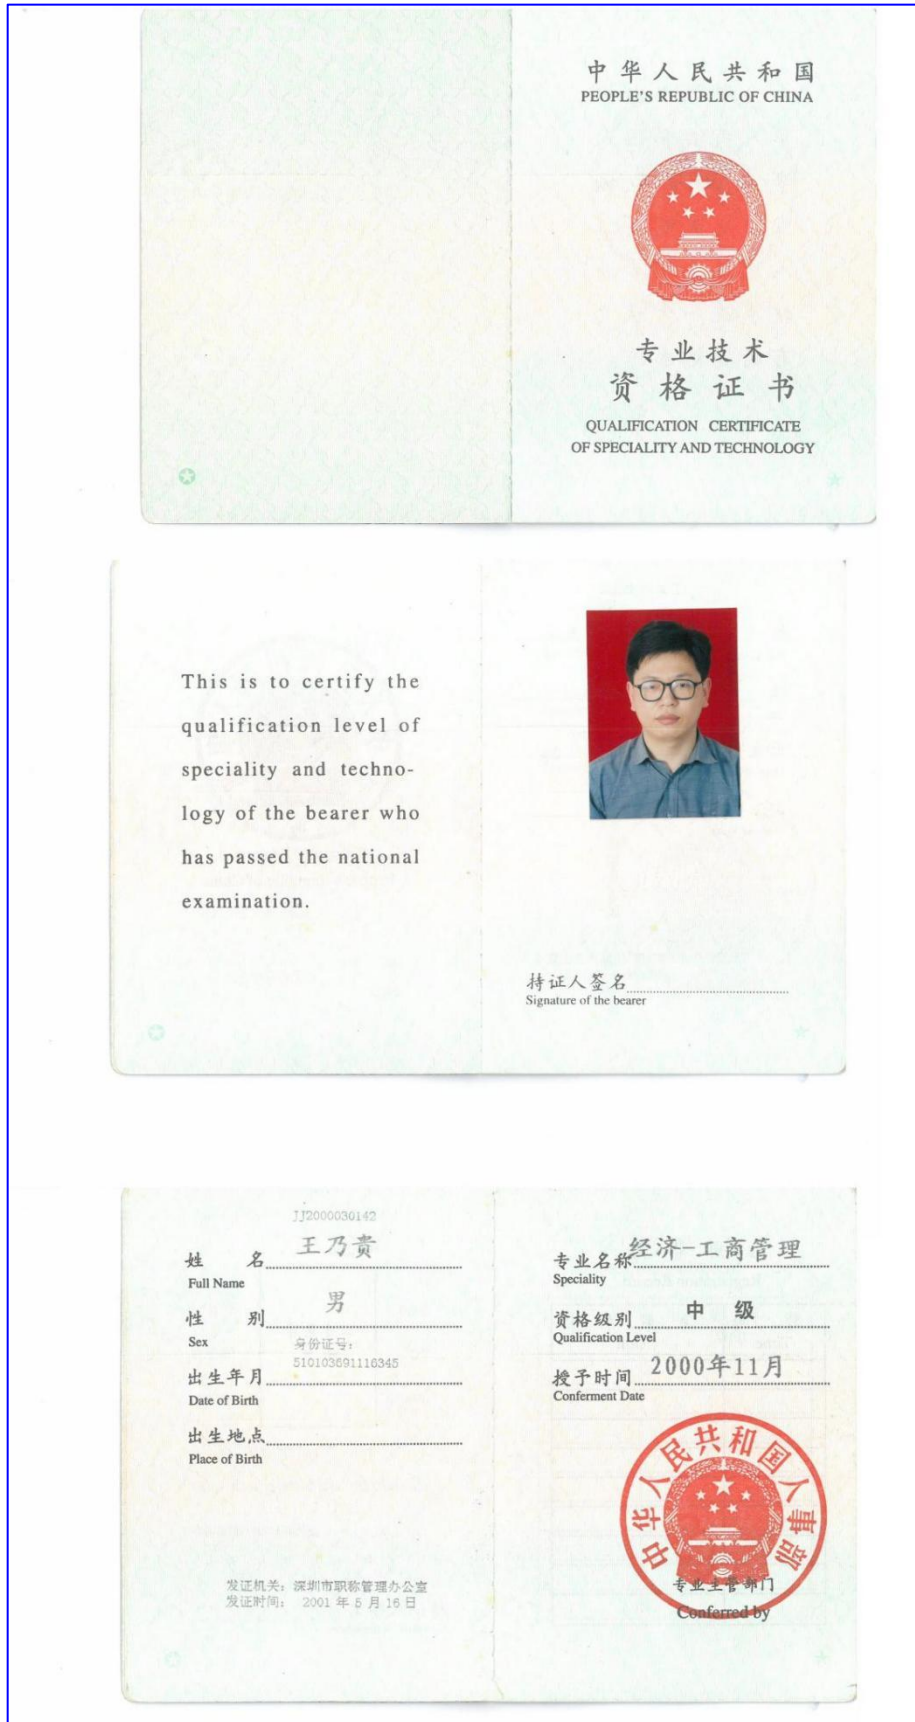 中华人民共和国
PEOPLE'S REPUBLIC OF CHINA
专业技术
资格证书
QUALIFICATION CERTIFICATE
OF SPECIALITY AND TECHNOLOGY
This is to certify the
qualification level of
speciality and techno-
logy of the bearer who
has passed the national
examination.
持证人签名
Signature of the bearer
JJ2000030142
姓 名 王乃贵
Full Name
性 别 男
Sex
身份证号:
510103691116345
出生年月
Date of Birth
出生地点
Place of Birth
发证机关: 深圳市职称管理办公室
发证时间: 2001 年 5 月 16 日
专业名称 经济-工商管理
Speciality
资格级别 中 级
Qualification Level
授予时间 2000年11月
Conferment Date
中华人民共和国人事部
专业主管部门
Conferred by